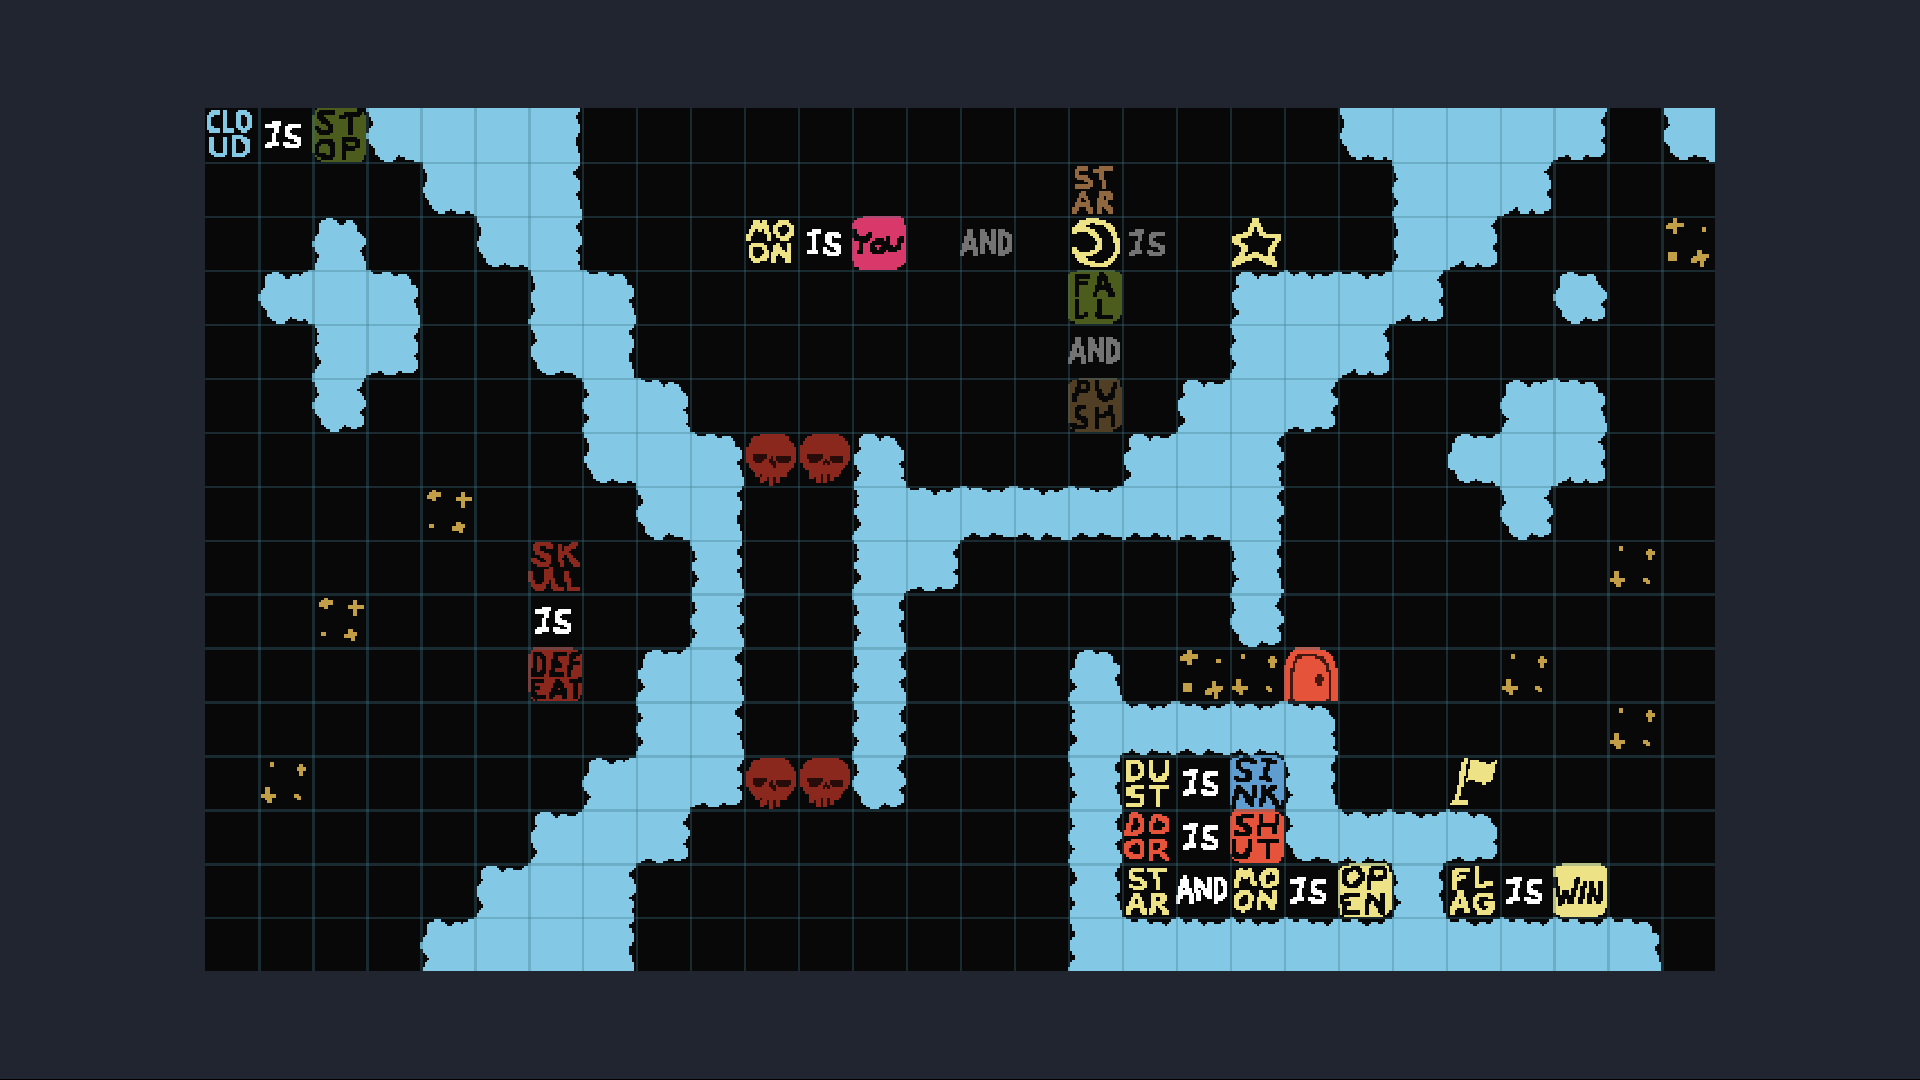 CLOUD IS STOP
STAR
MOON IS YOU AND IS
FALL
AND
PUSH
SKULL
IS
DEFEAT
DUST IS SINK
DOOR IS SHUT
STAR AND MOON IS OPEN FLAG IS WIN